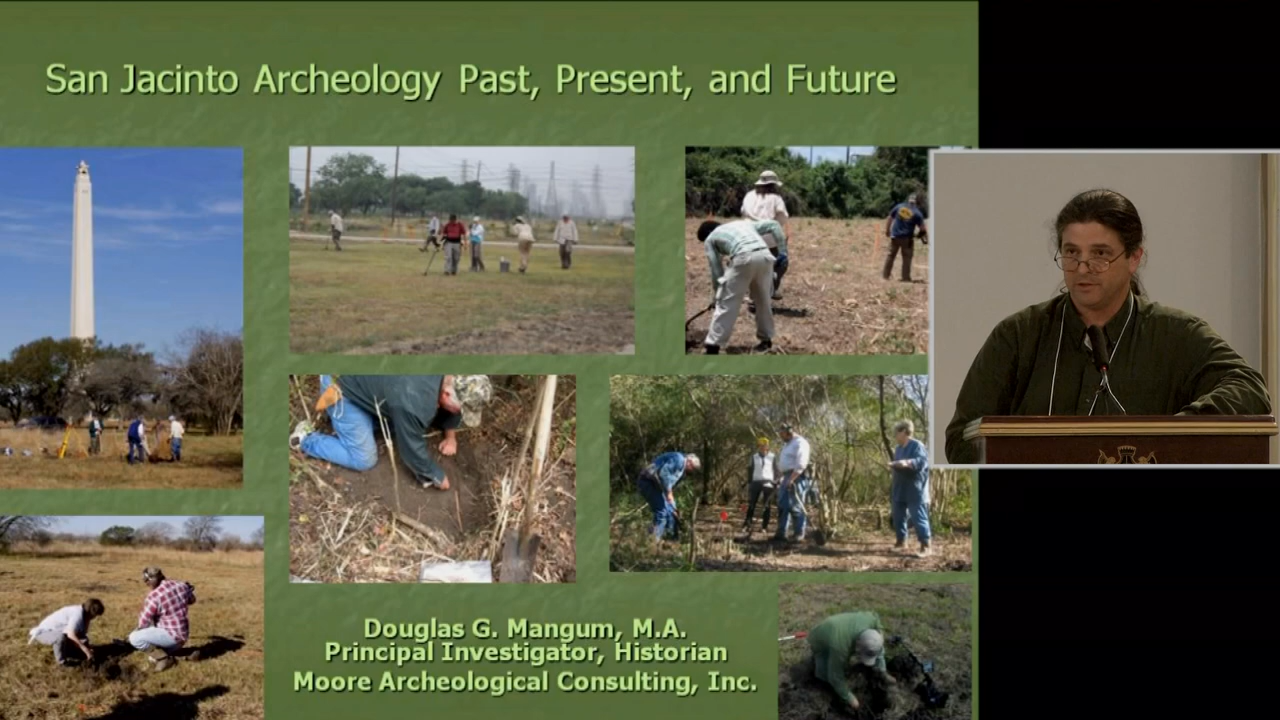 San Jacinto Archeology Past, Present, and Future
Douglas G. Mangum, M.A.
Principal Investigator, Historian
Moore Archeological Consulting, Inc.